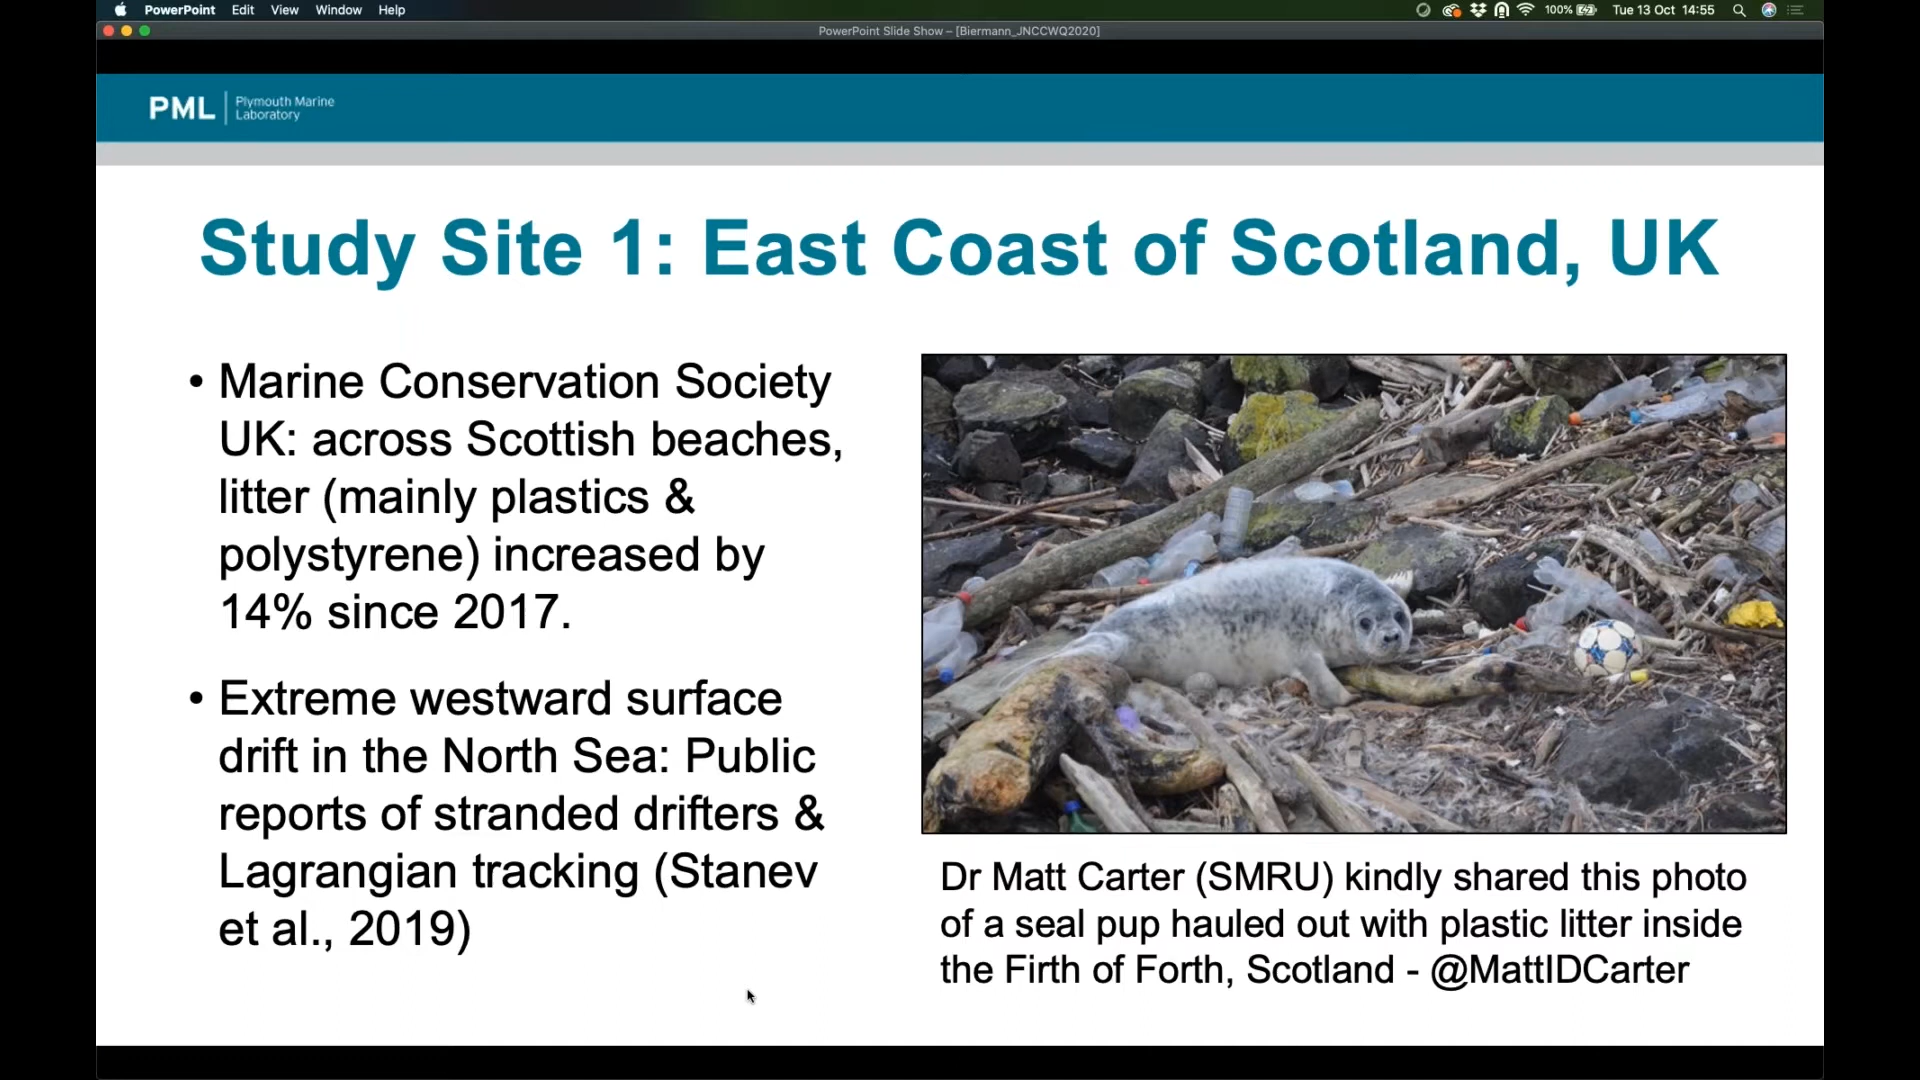 PowerPoint Edit View Window Help 100% Tue 13 Oct 14:55
PowerPoint Slide Show – [Biermann_JNCCWQ2020]
PML Plymouth Marine
Laboratory
Study Site 1: East Coast of Scotland, UK
• Marine Conservation Society
UK: across Scottish beaches,
litter (mainly plastics &
polystyrene) increased by
14% since 2017.
• Extreme westward surface
drift in the North Sea: Public
reports of stranded drifters &
Lagrangian tracking (Stanev
et al., 2019)
Dr Matt Carter (SMRU) kindly shared this photo
of a seal pup hauled out with plastic litter inside
the Firth of Forth, Scotland - @MattIDCarter